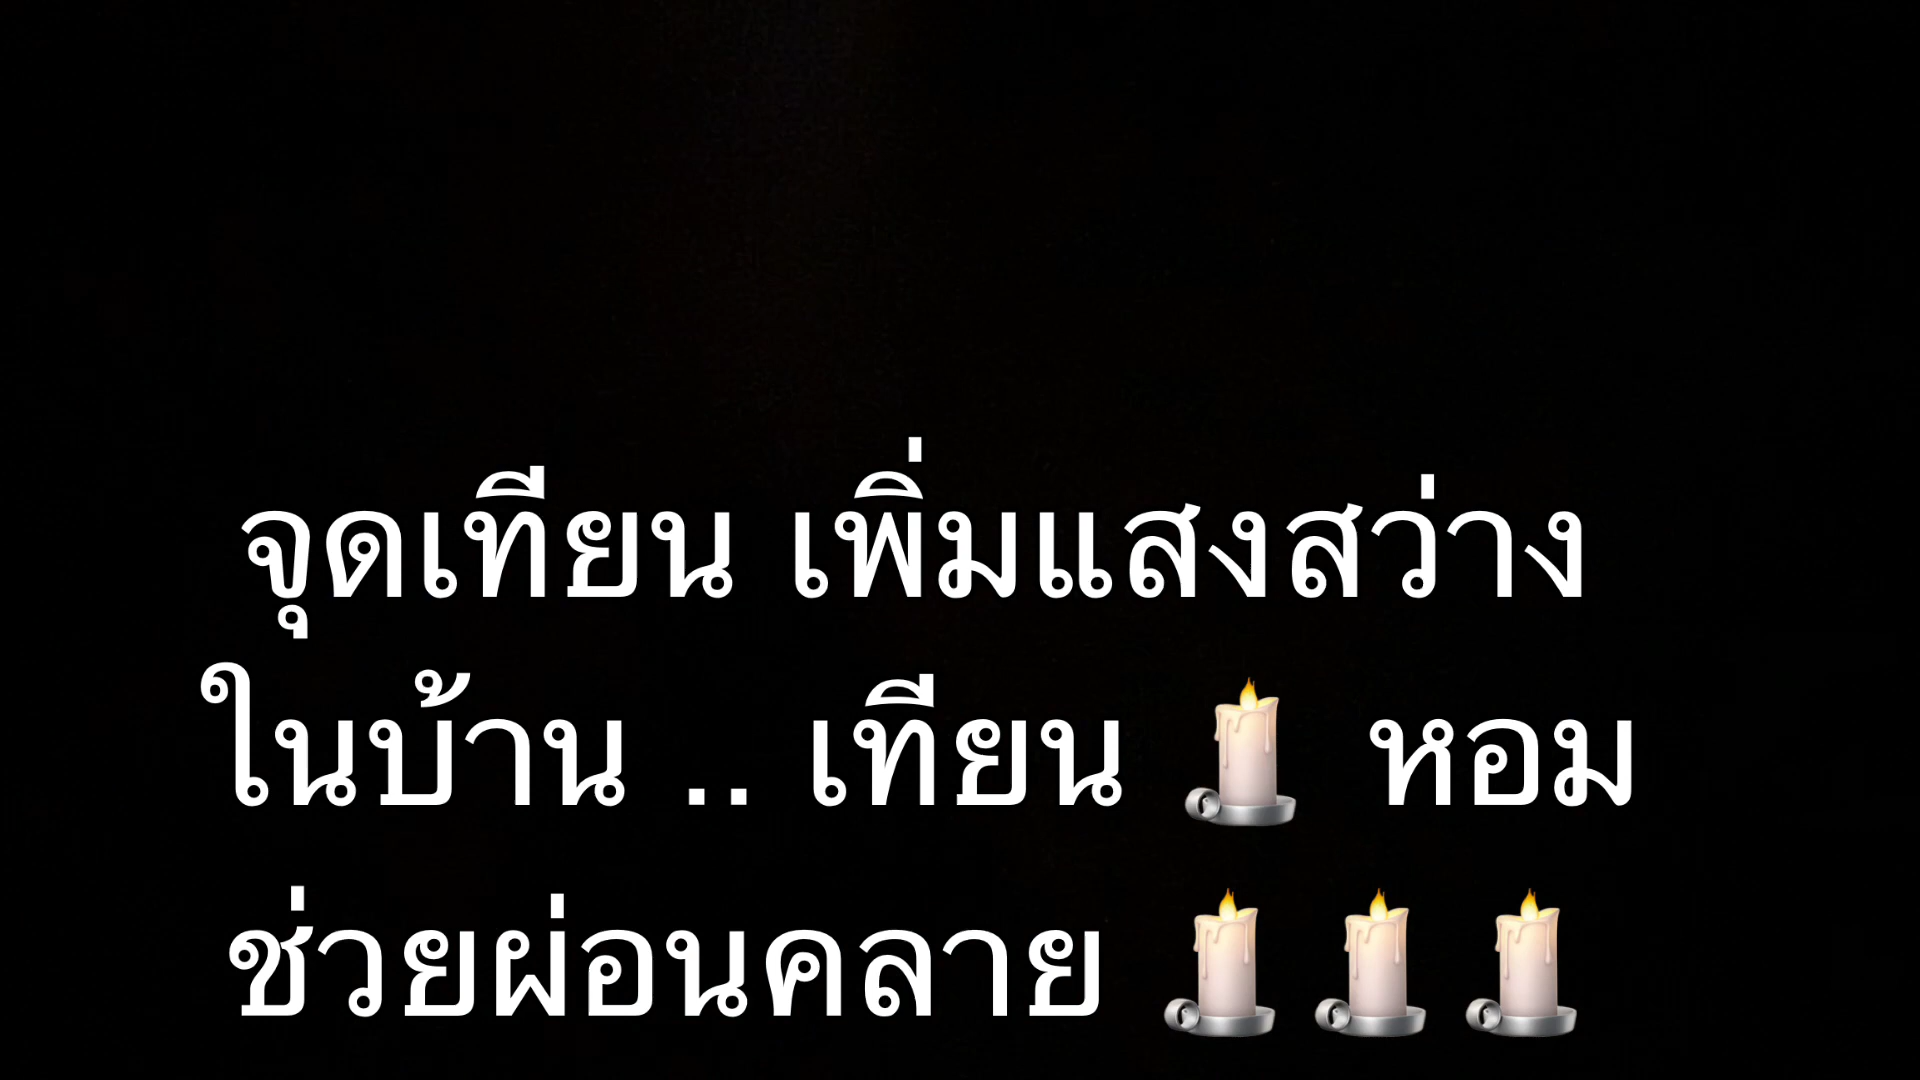 จุดเทียน เพิ่มแสงสว่าง
ในบ้าน .. เทียน 🕯️ หอม
ช่วยผ่อนคลาย 🕯️🕯️🕯️